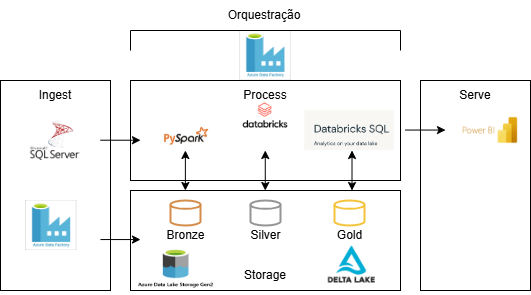 Orquestração
Azure Data Factory
Ingest
Process
Serve
Microsoft
SQL Server
PySpark
databricks
Databricks SQL
Analytics on your data lake
Power BI
Azure Data Factory
Bronze
Silver
Gold
Azure Data Lake Storage Gen2
Storage
DELTA LAKE